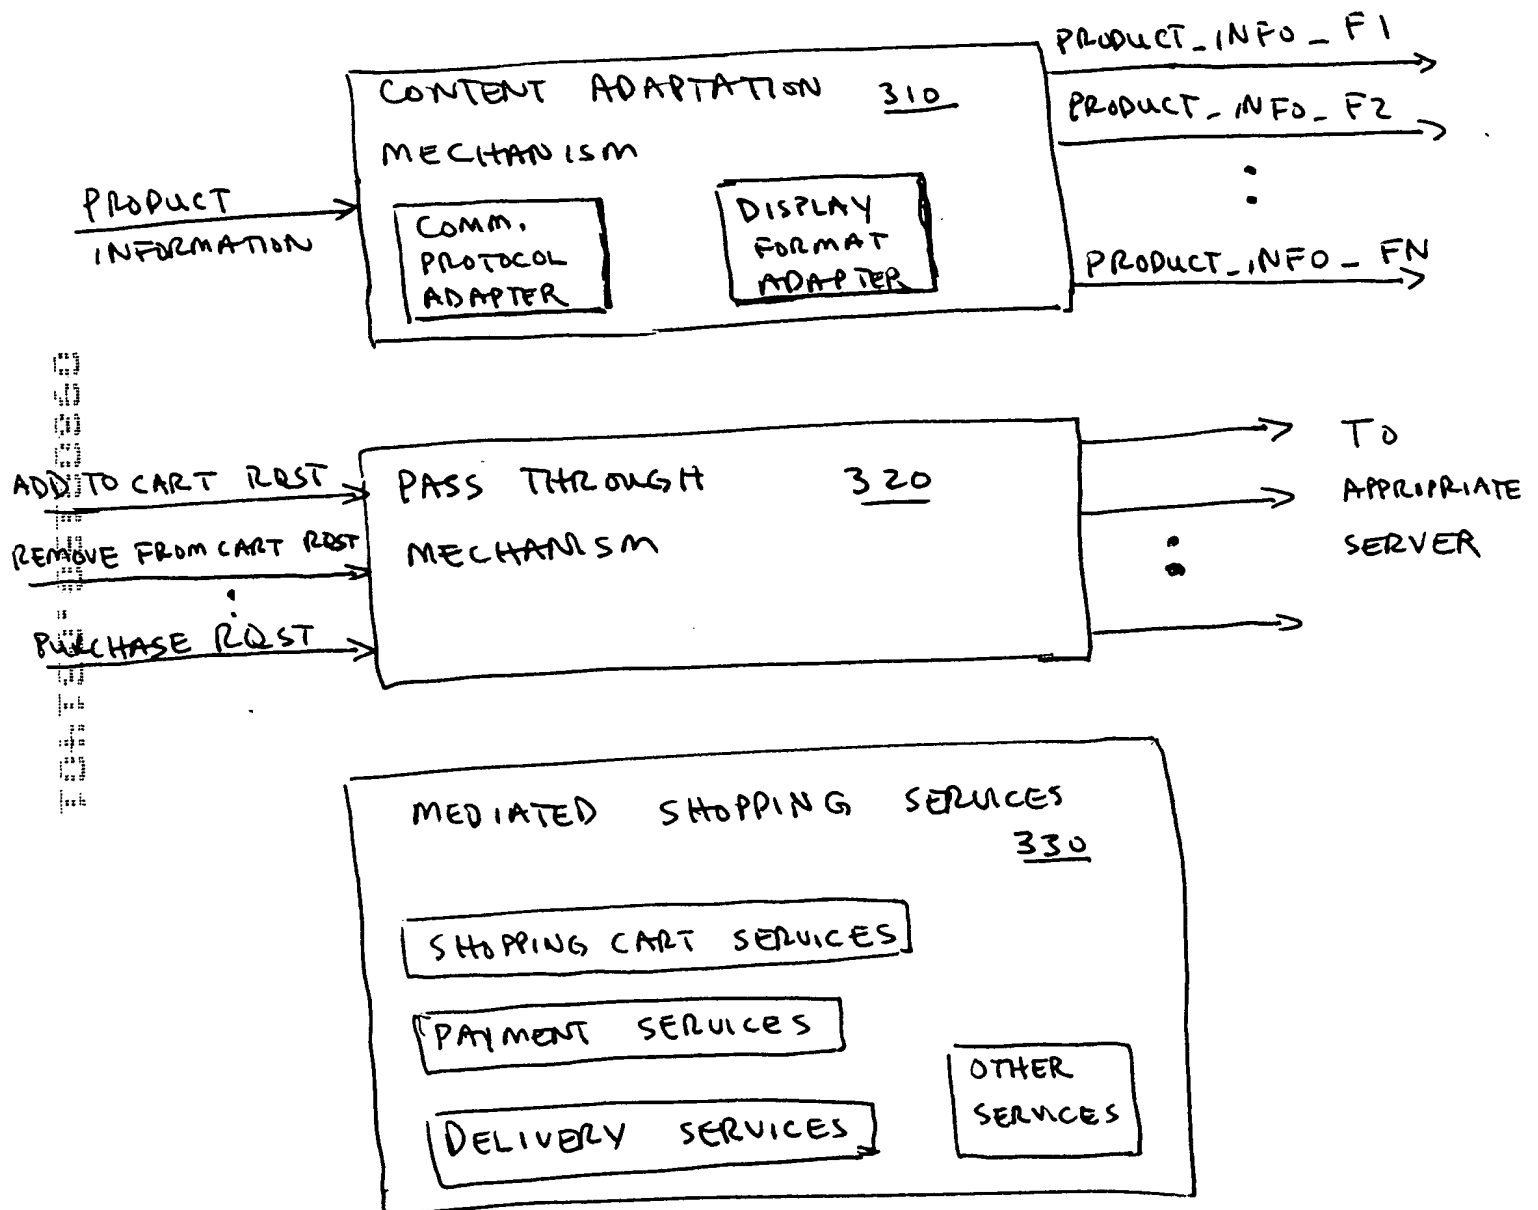 PRODUCT_INFO_F1
CONTENT ADAPTATION 310
MECHANISM
PRODUCT_INFO_F2
PRODUCT
INFORMATION
COMM.
PROTOCOL
ADAPTER
DISPLAY
FORMAT
ADAPTER
PRODUCT_INFO_FN
ADD TO CART RQST
REMOVE FROM CART RQST
PURCHASE RQST
PASS THROUGH 320
MECHANISM
TO
APPROPRIATE
SERVER
MEDIATED SHOPPING SERVICES
330
SHOPPING CART SERVICES
PAYMENT SERVICES
DELIVERY SERVICES
OTHER
SERVICES